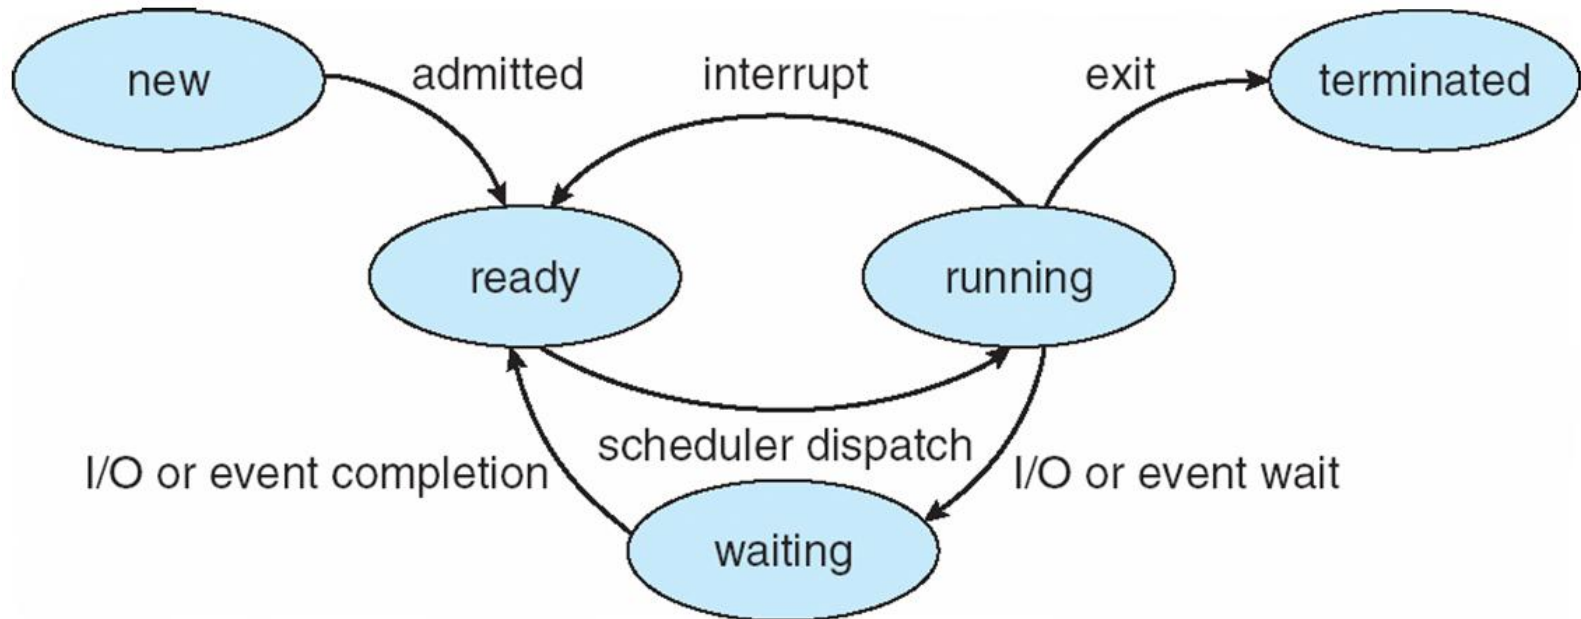 new
admitted
interrupt
exit
terminated
ready
running
scheduler dispatch
I/O or event completion
I/O or event wait
waiting